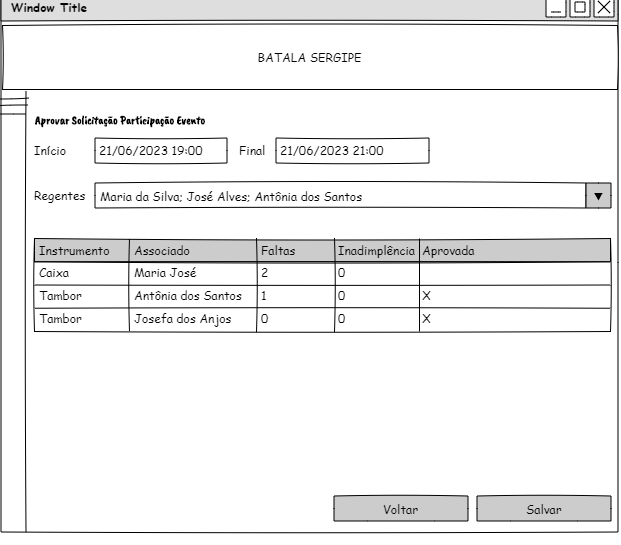 Window Title
BATALA SERGIPE
Aprovar Solicitação Participação Evento
Início 21/06/2023 19:00 Final 21/06/2023 21:00
Regentes Maria da Silva; José Alves; Antônia dos Santos
Instrumento Associado Faltas Inadimplência Aprovada
Caixa Maria José 2 0
Tambor Antônia dos Santos 1 0 X
Tambor Josefa dos Anjos 0 0 X
Voltar Salvar